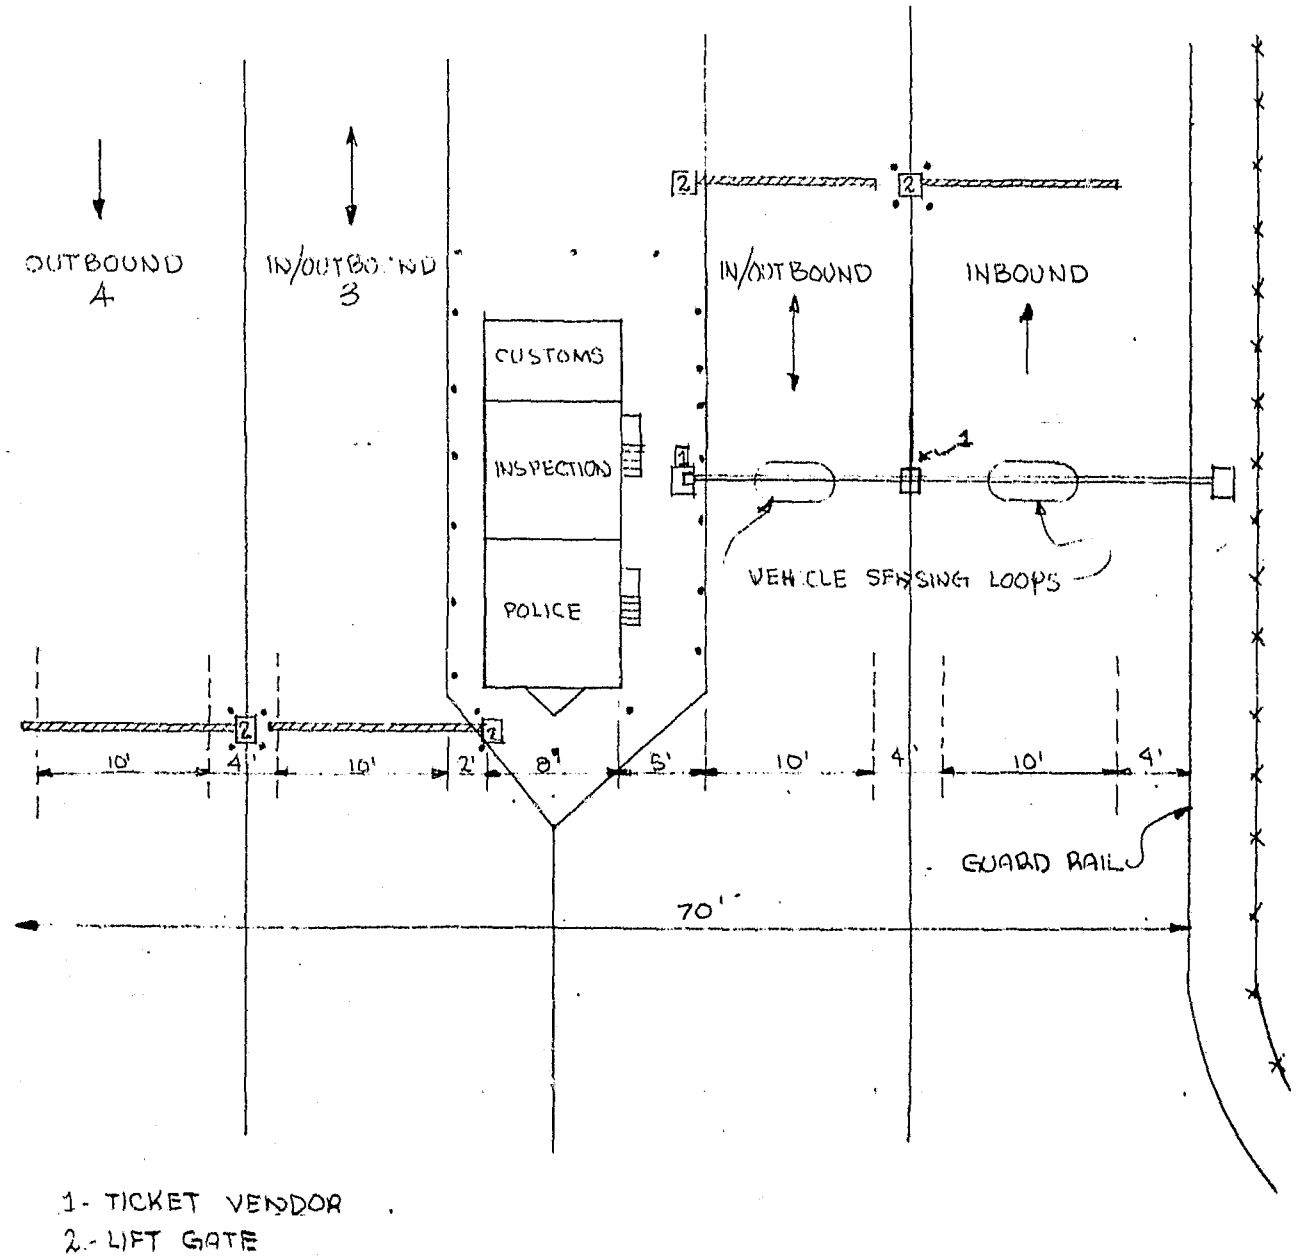 2
2
OUTBOUND
4
IN/OUTBOUND
3
IN/OUTBOUND
INBOUND
CUSTOMS
1
1
INSPECTION
VEHICLE SENSING LOOPS
POLICE
2
2
10'
4'
10'
2'
8'
10'
4'
10'
4'
GUARD RAIL
70'
1- TICKET VENDOR
2- LIFT GATE